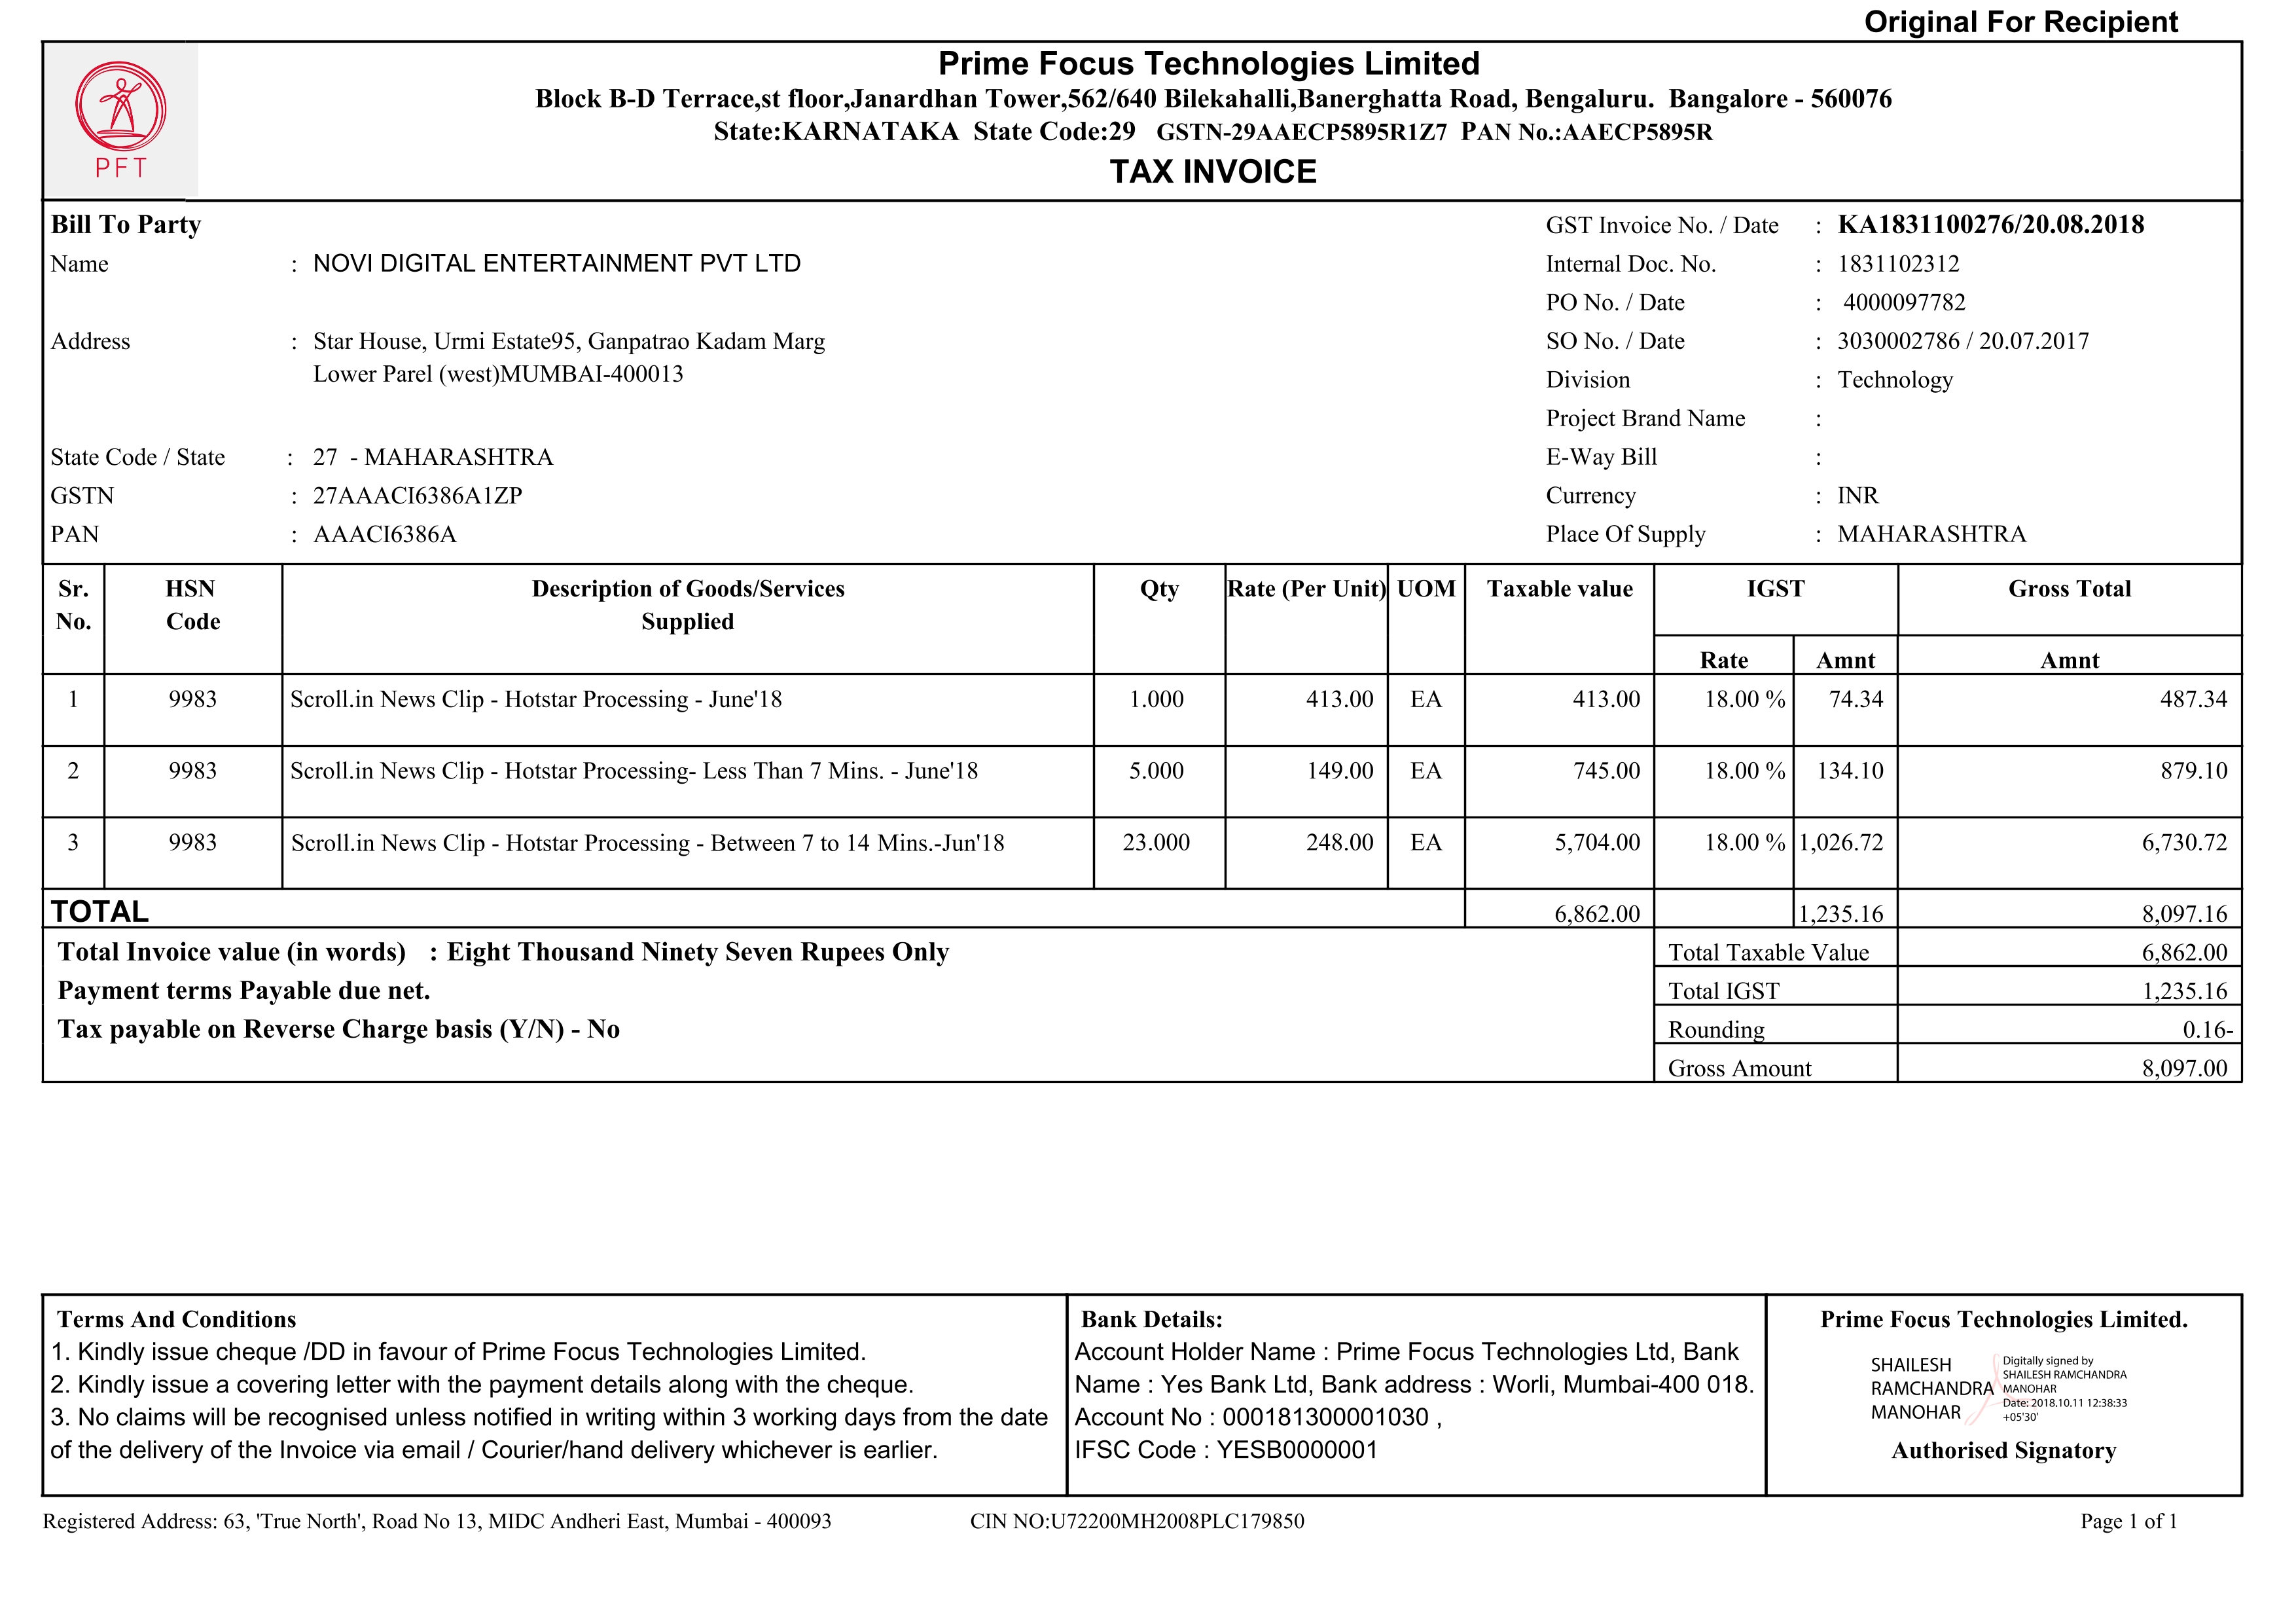 Original For Recipient
PFT
Prime Focus Technologies Limited
Block B-D Terrace,st floor,Janardhan Tower,562/640 Bilekahalli,Banerghatta Road, Bengaluru. Bangalore - 560076
State:KARNATAKA State Code:29 GSTN-29AAECP5895R1Z7 PAN No.:AAECP5895R
TAX INVOICE
Bill To Party
Name : NOVI DIGITAL ENTERTAINMENT PVT LTD
Address : Star House, Urmi Estate95, Ganpatrao Kadam Marg
Lower Parel (west)MUMBAI-400013
State Code / State : 27 - MAHARASHTRA
GSTN : 27AAACI6386A1ZP
PAN : AAACI6386A
GST Invoice No. / Date : KA1831100276/20.08.2018
Internal Doc. No. : 1831102312
PO No. / Date : 4000097782
SO No. / Date : 3030002786 / 20.07.2017
Division : Technology
Project Brand Name :
E-Way Bill :
Currency : INR
Place Of Supply : MAHARASHTRA
Sr. No. HSN Code Description of Goods/Services Supplied Qty Rate (Per Unit) UOM Taxable value IGST Gross Total
Rate Amnt Amnt
1 9983 Scroll.in News Clip - Hotstar Processing - June'18 1.000 413.00 EA 413.00 18.00 % 74.34 487.34
2 9983 Scroll.in News Clip - Hotstar Processing- Less Than 7 Mins. - June'18 5.000 149.00 EA 745.00 18.00 % 134.10 879.10
3 9983 Scroll.in News Clip - Hotstar Processing - Between 7 to 14 Mins.-Jun'18 23.000 248.00 EA 5,704.00 18.00 % 1,026.72 6,730.72
TOTAL 6,862.00 1,235.16 8,097.16
Total Invoice value (in words) : Eight Thousand Ninety Seven Rupees Only
Payment terms Payable due net.
Tax payable on Reverse Charge basis (Y/N) - No
Total Taxable Value 6,862.00
Total IGST 1,235.16
Rounding 0.16-
Gross Amount 8,097.00
Terms And Conditions
1. Kindly issue cheque /DD in favour of Prime Focus Technologies Limited.
2. Kindly issue a covering letter with the payment details along with the cheque.
3. No claims will be recognised unless notified in writing within 3 working days from the date
of the delivery of the Invoice via email / Courier/hand delivery whichever is earlier.
Bank Details:
Account Holder Name : Prime Focus Technologies Ltd, Bank
Name : Yes Bank Ltd, Bank address : Worli, Mumbai-400 018.
Account No : 000181300001030 ,
IFSC Code : YESB0000001
Prime Focus Technologies Limited.
SHAILESH
RAMCHANDRA
MANOHAR
Digitally signed by
SHAILESH RAMCHANDRA
MANOHAR
Date: 2018.10.11 12:38:33
+05'30'
Authorised Signatory
Registered Address: 63, 'True North', Road No 13, MIDC Andheri East, Mumbai - 400093
CIN NO:U72200MH2008PLC179850
Page 1 of 1